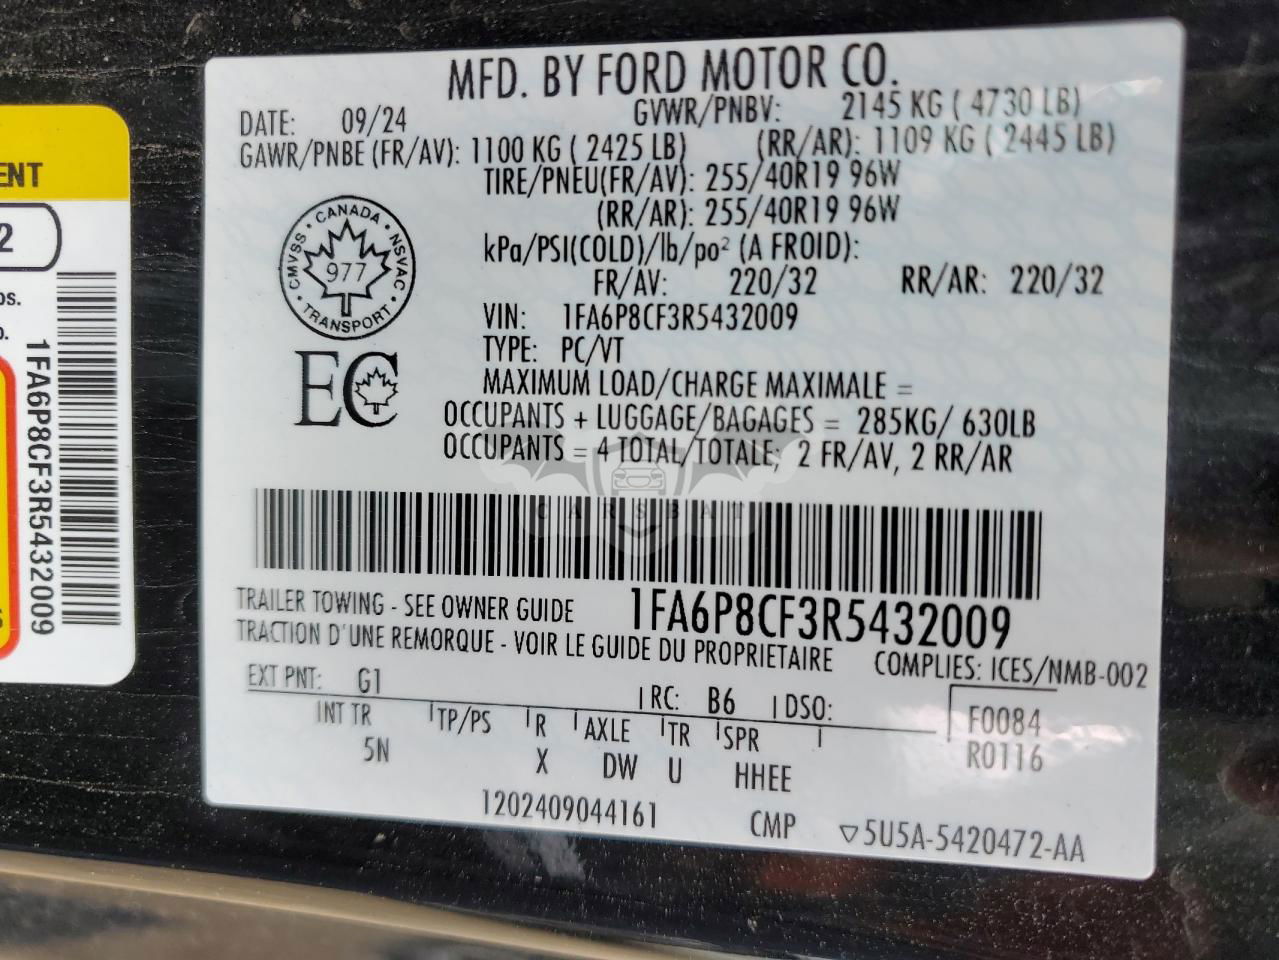 MFD. BY FORD MOTOR CO.
DATE: 09/24 GVWR/PNBV: 2145 KG ( 4730 LB)
GAWR/PNBE (FR/AV): 1100 KG ( 2425 LB) (RR/AR): 1109 KG ( 2445 LB)
TIRE/PNEU(FR/AV): 255/40R19 96W
(RR/AR): 255/40R19 96W
kPa/PSI(COLD)/lb/po² (A FROID):
FR/AV: 220/32 RR/AR: 220/32
VIN: 1FA6P8CF3R5432009
TYPE: PC/VT
MAXIMUM LOAD/CHARGE MAXIMALE =
OCCUPANTS + LUGGAGE/BAGAGES = 285KG/ 630LB
OCCUPANTS = 4 TOTAL/TOTALE; 2 FR/AV, 2 RR/AR
CANADA · NSVAC · TRANSPORT · CMVSS
977
EC
CARSBAT
TRAILER TOWING - SEE OWNER GUIDE 1FA6P8CF3R5432009
TRACTION D'UNE REMORQUE - VOIR LE GUIDE DU PROPRIETAIRE
COMPLIES: ICES/NMB-002
EXT PNT: G1 RC: B6 DSO: F0084
INT TR TP/PS R AXLE TR SPR R0116
5N X DW U HHEE
1202409044161 CMP ▽5U5A-5420472-AA
ENT
2
os.
1FA6P8CF3R5432009